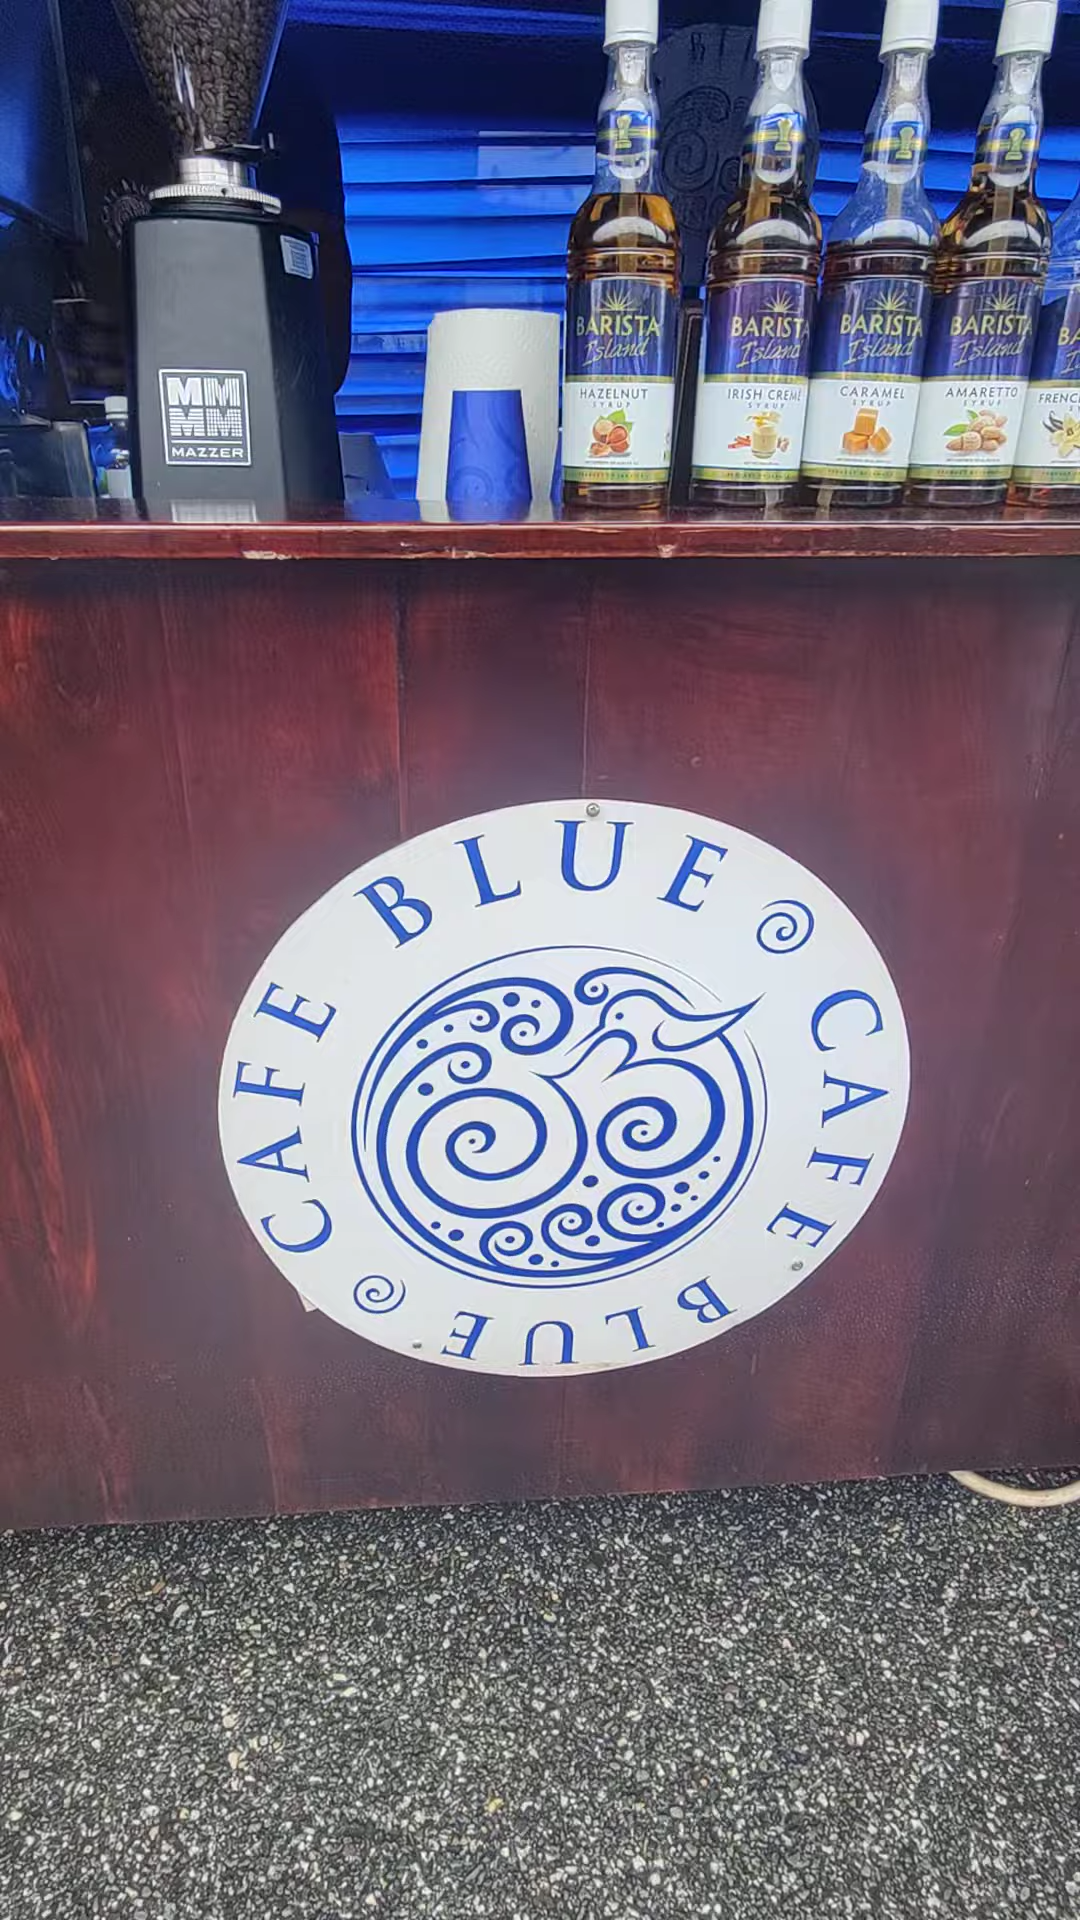 MAZZER
BARISTA
Island
HAZELNUT
SYRUP
BARISTA
Island
IRISH CREME
SYRUP
BARISTA
Island
CARAMEL
SYRUP
BARISTA
Island
AMARETTO
SYRUP
CAFE BLUE
CAFE BLUE